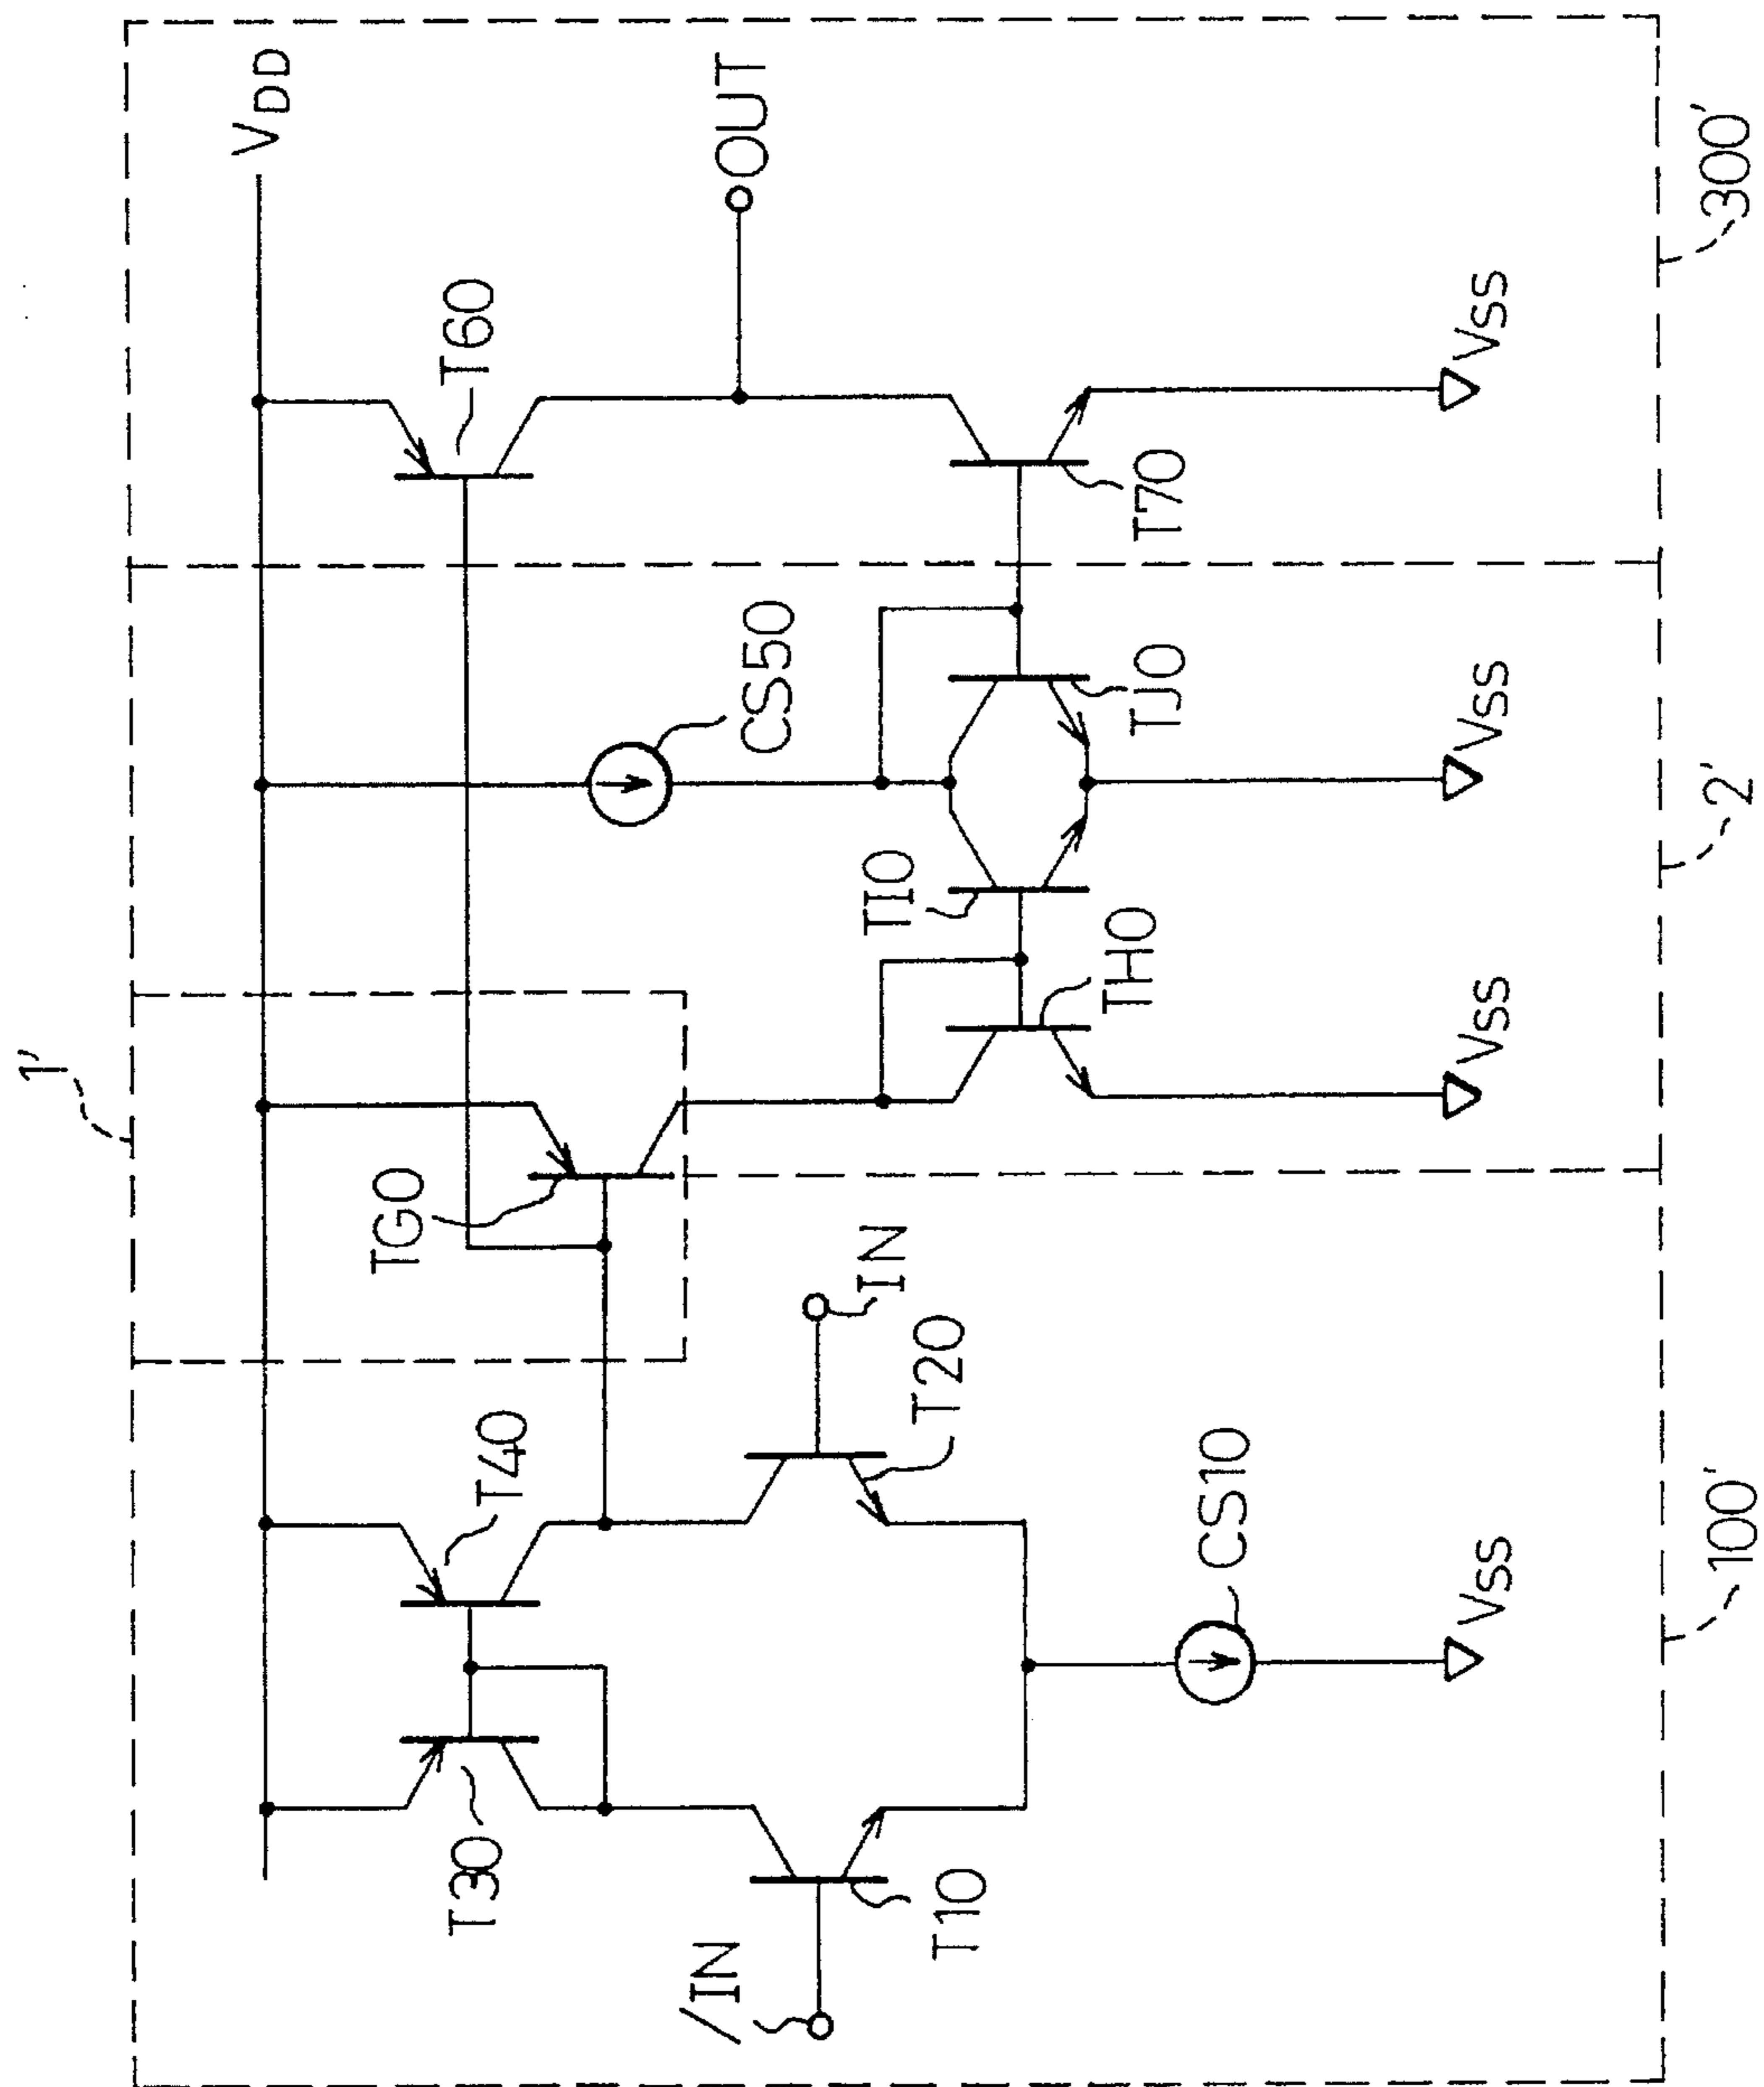 1'
VDD
TG0
T60
T40
T30
OUT
CS50
/IN
IN
TI0
T20
T10
TH0
TJ0
T70
CS10
VSS
VSS
VSS
VSS
100'
2'
300'